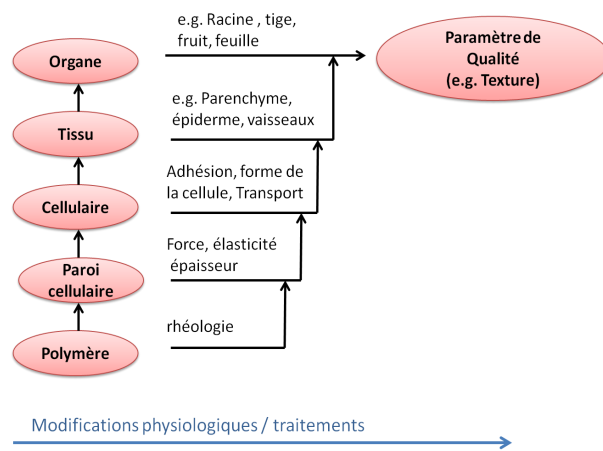 e.g. Racine , tige,
fruit, feuille
Organe
Paramètre de
Qualité
(e.g. Texture)
e.g. Parenchyme,
épiderme, vaisseaux
Tissu
Adhésion, forme de
la cellule, Transport
Cellulaire
Force, élasticité
épaisseur
Paroi
cellulaire
rhéologie
Polymère
Modifications physiologiques / traitements